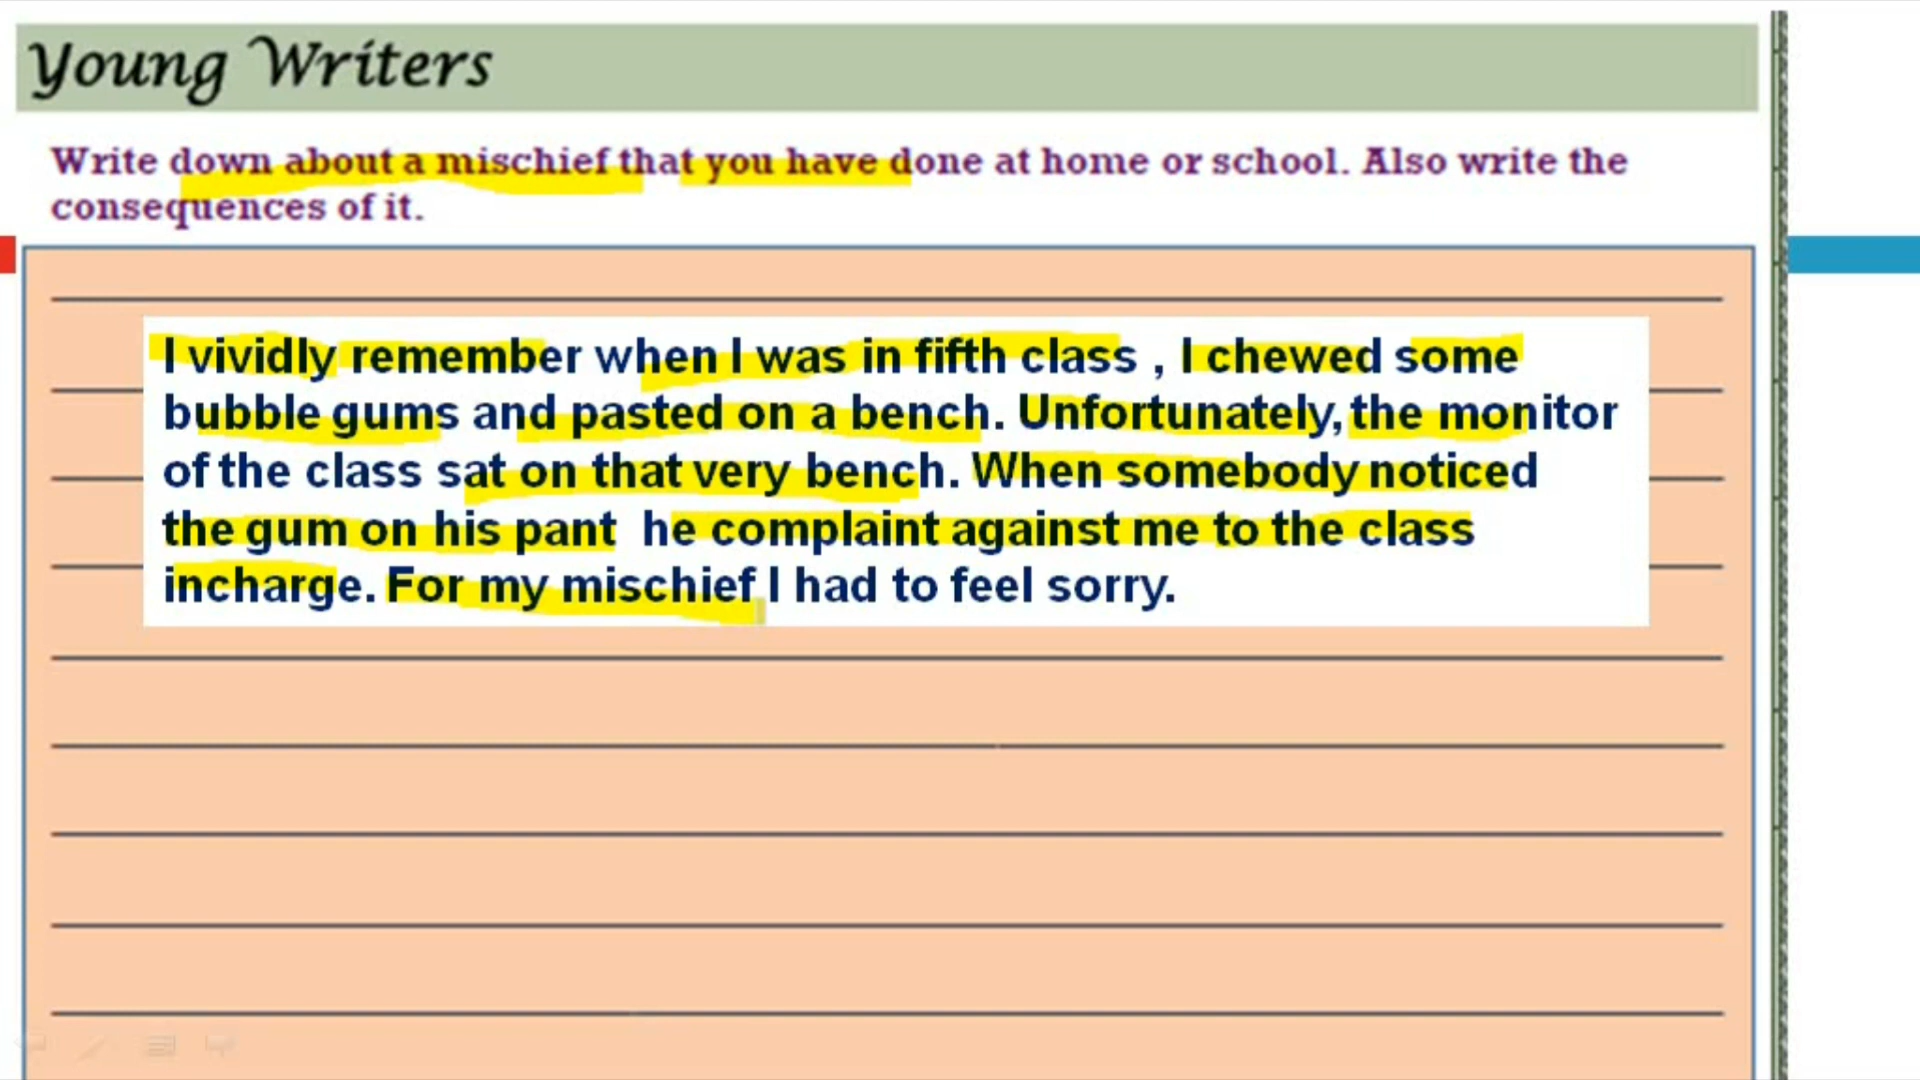 Young Writers
Write down about a mischief that you have done at home or school. Also write the
consequences of it.
I vividly remember when I was in fifth class , I chewed some
bubble gums and pasted on a bench. Unfortunately, the monitor
of the class sat on that very bench. When somebody noticed
the gum on his pant he complaint against me to the class
incharge. For my mischief I had to feel sorry.